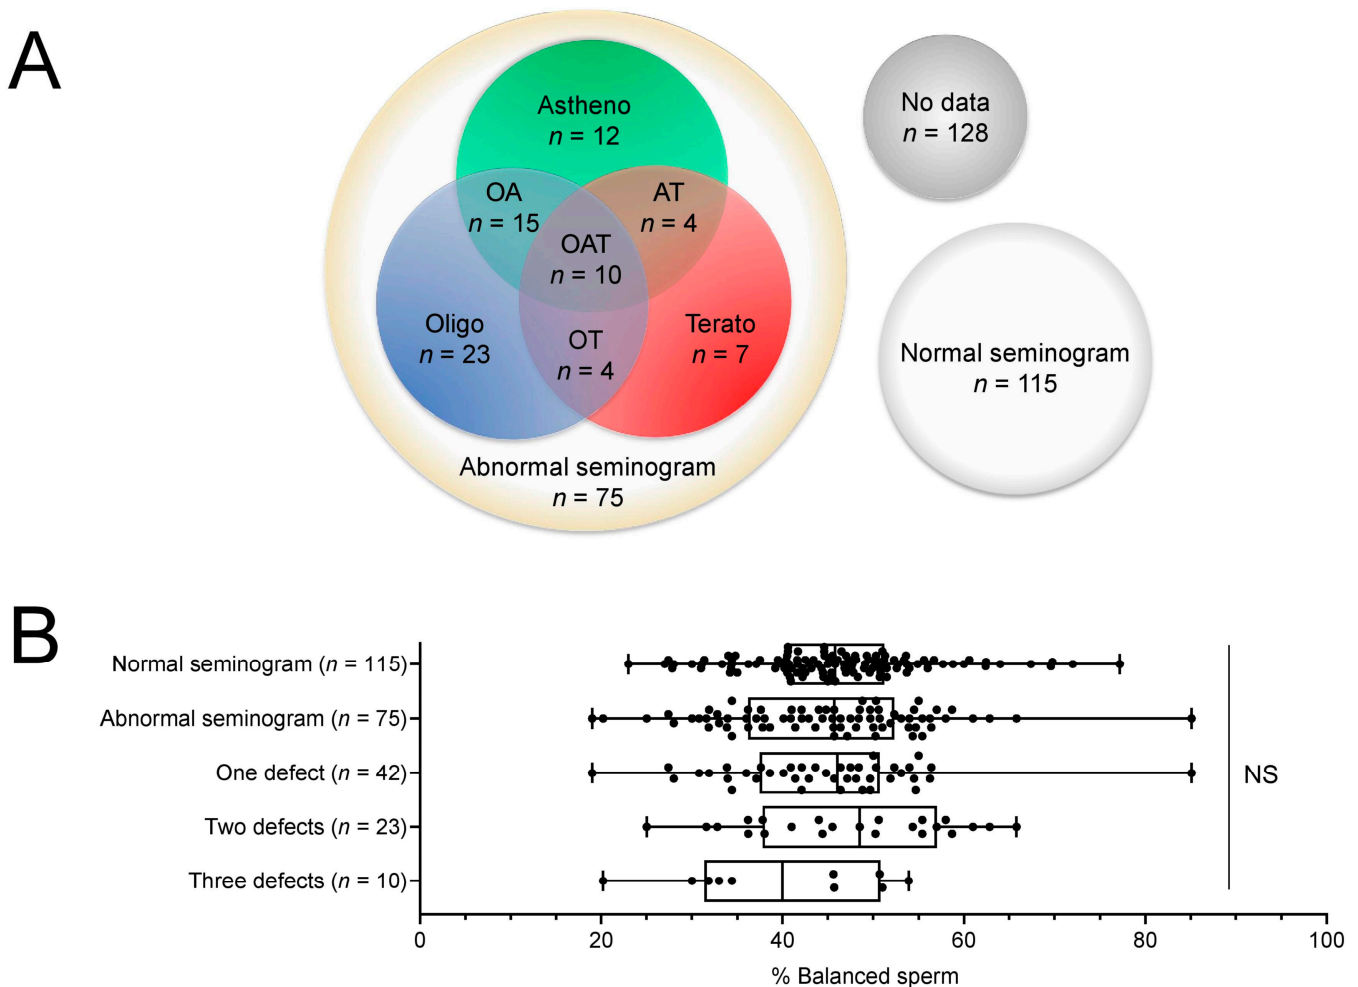 A
Astheno
n = 12
No data
n = 128
OA
n = 15
AT
n = 4
OAT
n = 10
Oligo
n = 23
OT
n = 4
Terato
n = 7
Normal seminogram
n = 115
Abnormal seminogram
n = 75
B
Normal seminogram (n = 115)
Abnormal seminogram (n = 75)
One defect (n = 42)
Two defects (n = 23)
Three defects (n = 10)
NS
0 20 40 60 80 100
% Balanced sperm